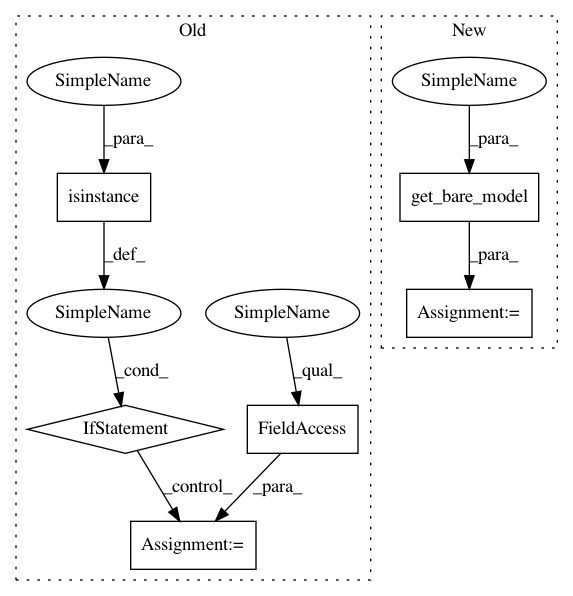 Old
New
SimpleName
SimpleName
_para_
_para_
isinstance
get_bare_model
_def_
_para_
SimpleName
SimpleName
Assignment:=
_cond_
_qual_
IfStatement
FieldAccess
_control_
_para_
Assignment:=